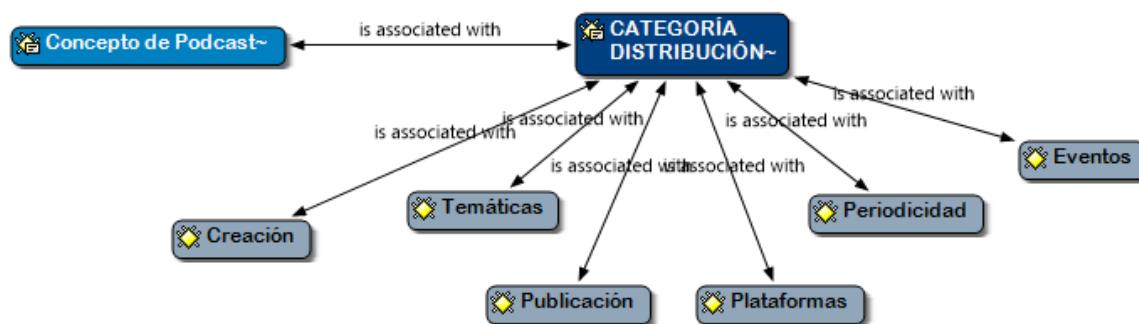 is associated with
Concepto de Podcast~
CATEGORÍA
DISTRIBUCIÓN~
is associated with
is associated with
is associated with
is associated with
is associated with
is associated with
Eventos
Temáticas
Periodicidad
Creación
Publicación
Plataformas